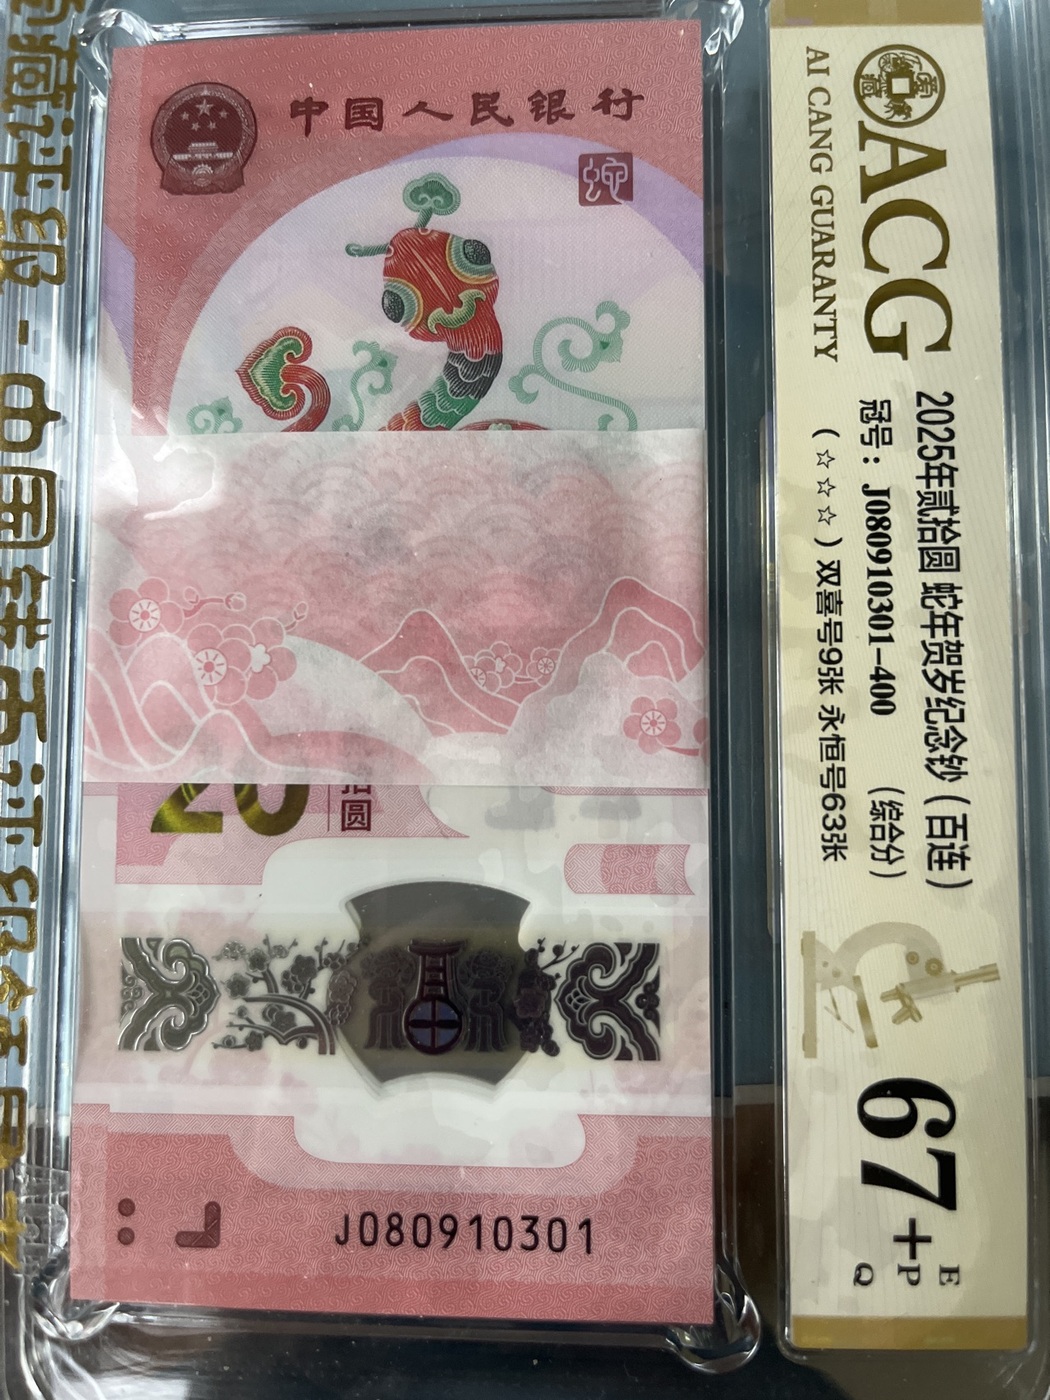 中国人民银行
蛇
20
拾圆
J080910301
ACG
AI CANG GUARANTY
2025年贰拾圆 蛇年贺岁纪念钞（百连）
冠号：J080910301-400 （综合分）
（☆☆☆）双喜号9张 永恒号63张
67+
E
P
Q